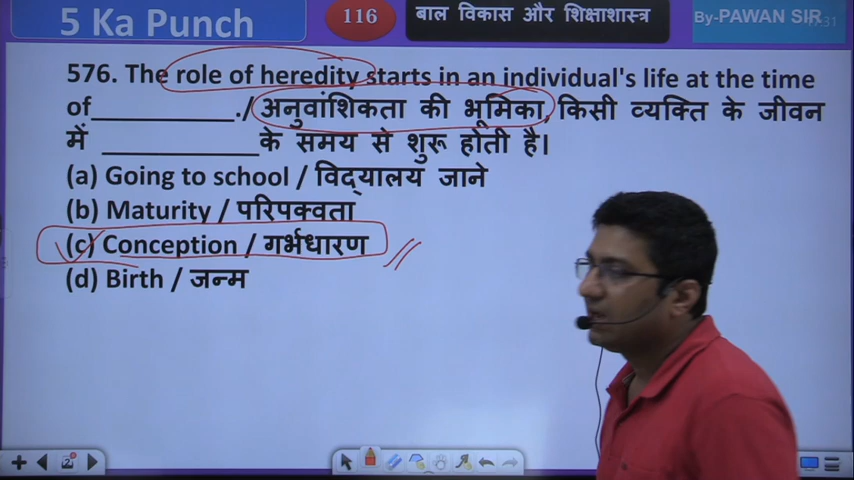 5 Ka Punch
116
बाल विकास और शिक्षाशास्त्र
By-PAWAN SIR
576. The role of heredity starts in an individual's life at the time
of__________./ अनुवांशिकता की भूमिका, किसी व्यक्ति के जीवन
में ___________के समय से शुरू होती है।
(a) Going to school / विद्यालय जाने
(b) Maturity / परिपक्वता
(c) Conception / गर्भधारण
(d) Birth / जन्म